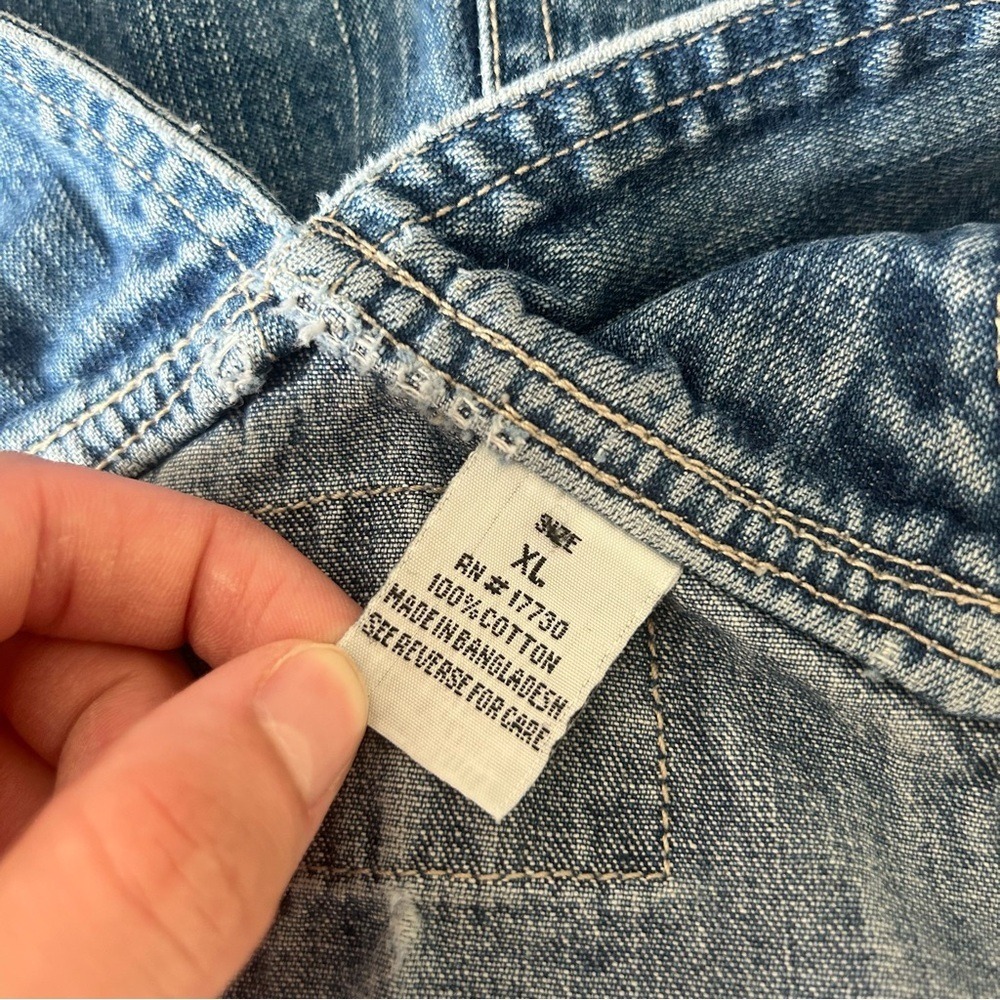 SIZE
XL
RN # 17730
100% COTTON
MADE IN BANGLADESH
SEE REVERSE FOR CARE